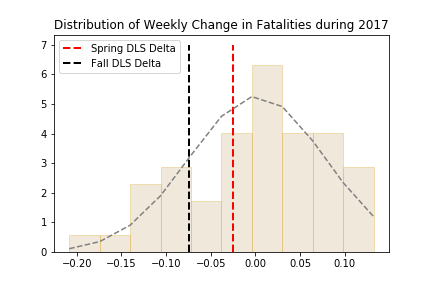 Distribution of Weekly Change in Fatalities during 2017
Spring DLS Delta
Fall DLS Delta
7
6
5
4
3
2
1
0
−0.20 −0.15 −0.10 −0.05 0.00 0.05 0.10